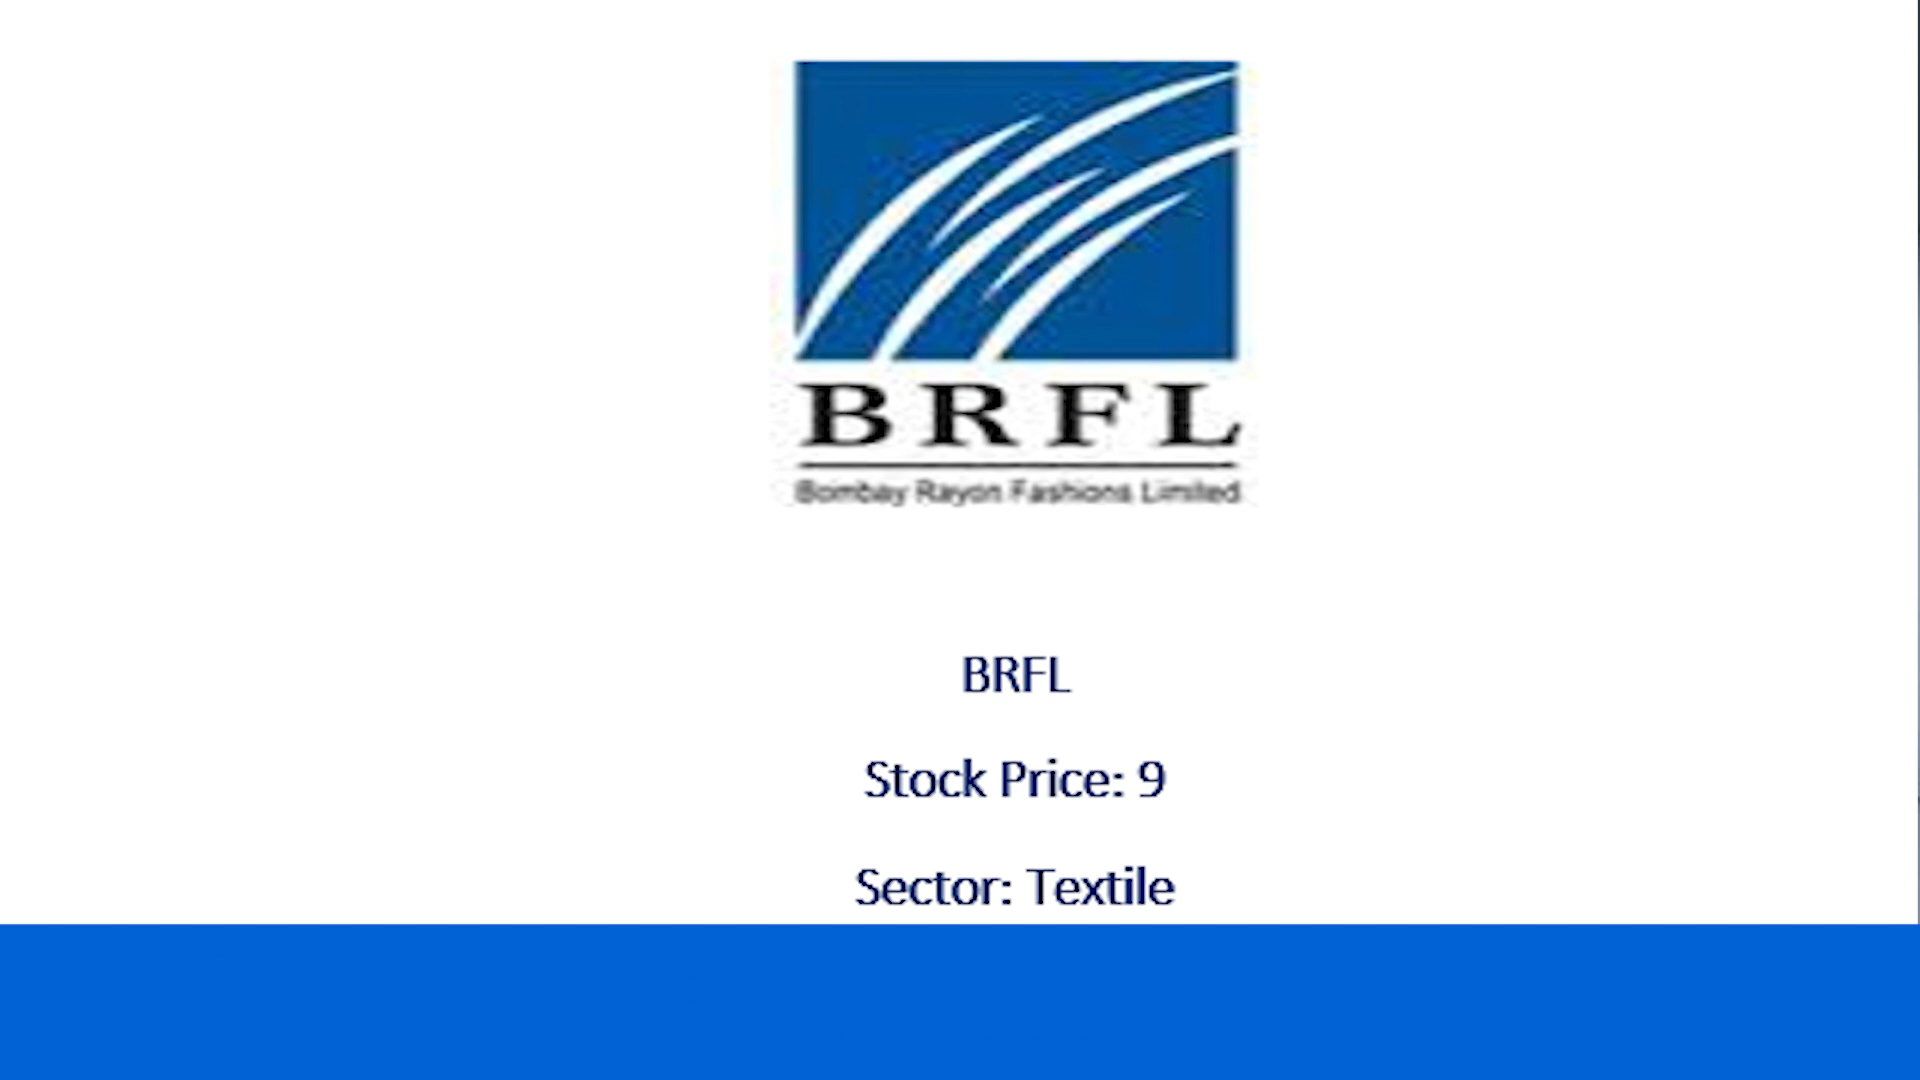 BRFL
Bombay Rayon Fashions Limited
BRFL
Stock Price: 9
Sector: Textile